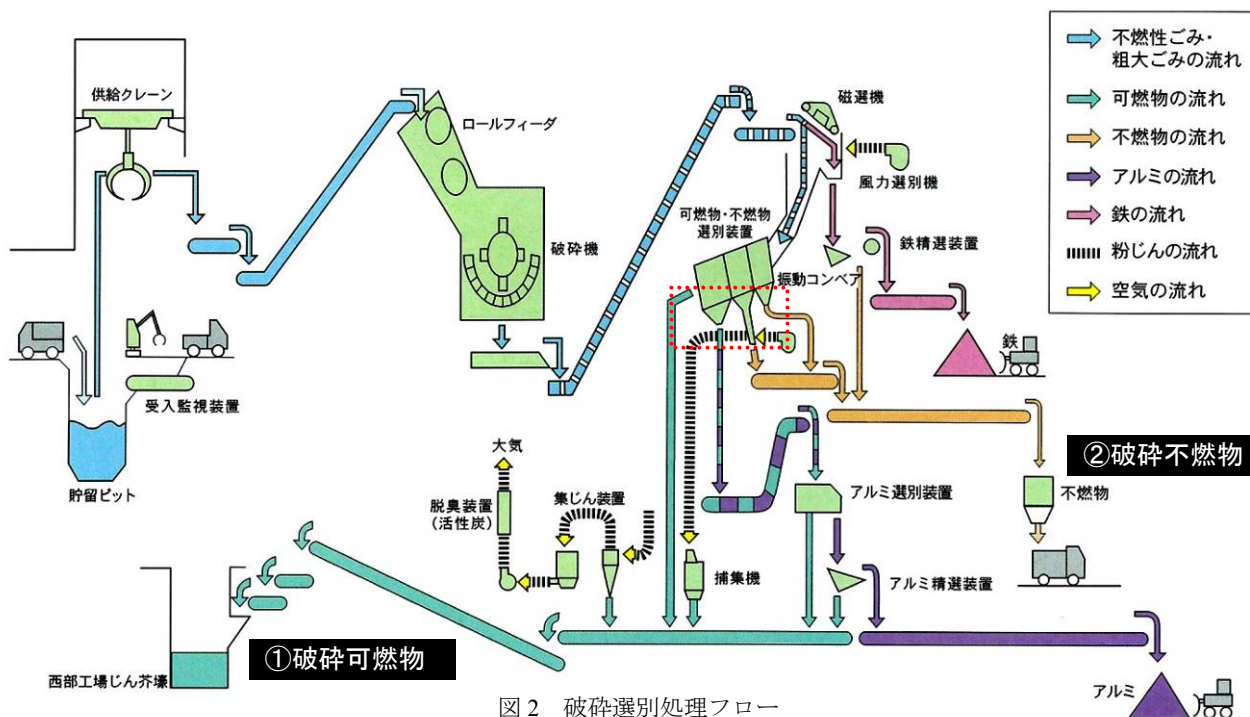 不燃性ごみ・
粗大ごみの流れ
可燃物の流れ
不燃物の流れ
アルミの流れ
鉄の流れ
粉じんの流れ
空気の流れ
供給クレーン
ロールフィーダ
磁選機
風力選別機
可燃物・不燃物
選別装置
破砕機
鉄精選装置
振動コンベア
鉄
受入監視装置
貯留ピット
②破砕不燃物
大気
脱臭装置
(活性炭)
集じん装置
アルミ選別装置
不燃物
捕集機
アルミ精選装置
①破砕可燃物
西部工場じん芥壕
アルミ
図2 破砕選別処理フロー